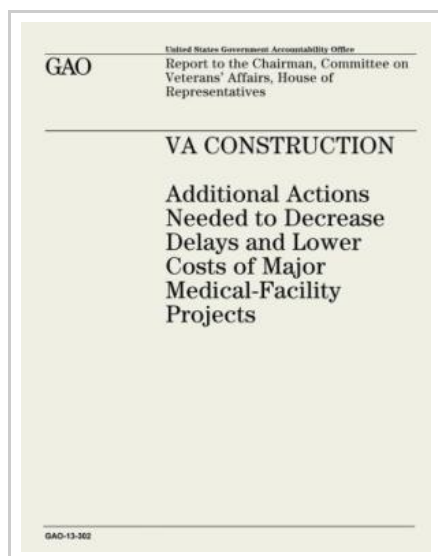 United States Government Accountability Office
GAO
Report to the Chairman, Committee on
Veterans' Affairs, House of
Representatives
VA CONSTRUCTION
Additional Actions
Needed to Decrease
Delays and Lower
Costs of Major
Medical-Facility
Projects
GAO-13-302